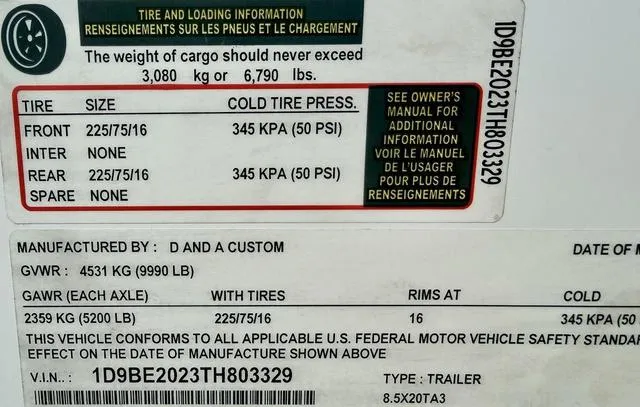 TIRE AND LOADING INFORMATION
RENSEIGNEMENTS SUR LES PNEUS ET LE CHARGEMENT
The weight of cargo should never exceed
3,080 kg or 6,790 lbs.
TIRE SIZE COLD TIRE PRESS.
FRONT 225/75/16 345 KPA (50 PSI)
INTER NONE
REAR 225/75/16 345 KPA (50 PSI)
SPARE NONE
SEE OWNER'S
MANUAL FOR
ADDITIONAL
INFORMATION
VOIR LE MANUEL
DE L'USAGER
POUR PLUS DE
RENSEIGNEMENTS
1D9BE2023TH803329
MANUFACTURED BY : D AND A CUSTOM DATE OF M
GVWR : 4531 KG (9990 LB)
GAWR (EACH AXLE) WITH TIRES RIMS AT COLD
2359 KG (5200 LB) 225/75/16 16 345 KPA (50
THIS VEHICLE CONFORMS TO ALL APPLICABLE U.S. FEDERAL MOTOR VEHICLE SAFETY STANDAR
EFFECT ON THE DATE OF MANUFACTURE SHOWN ABOVE
V.I.N.. : 1D9BE2023TH803329 TYPE : TRAILER
8.5X20TA3